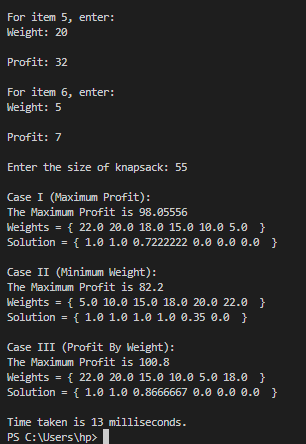 For item 5, enter:
Weight: 20
Profit: 32
For item 6, enter:
Weight: 5
Profit: 7
Enter the size of knapsack: 55
Case I (Maximum Profit):
The Maximum Profit is 98.05556
Weights = { 22.0 20.0 18.0 15.0 10.0 5.0  }
Solution = { 1.0 1.0 0.7222222 0.0 0.0 0.0  }
Case II (Minimum Weight):
The Maximum Profit is 82.2
Weights = { 5.0 10.0 15.0 18.0 20.0 22.0  }
Solution = { 1.0 1.0 1.0 1.0 0.35 0.0  }
Case III (Profit By Weight):
The Maximum Profit is 100.8
Weights = { 22.0 20.0 15.0 10.0 5.0 18.0  }
Solution = { 1.0 1.0 0.8666667 0.0 0.0 0.0  }
Time taken is 13 milliseconds.
PS C:\Users\hp>